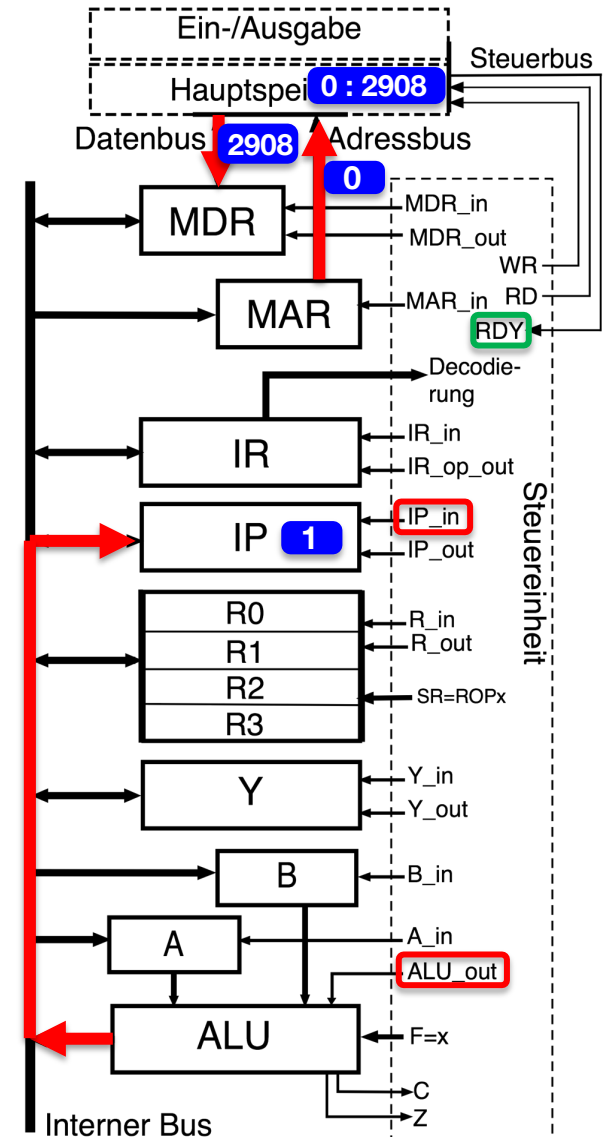 Ein-/Ausgabe
Steuerbus
Hauptspei
0 : 2908
Datenbus
2908
Adressbus
0
MDR
MDR_in
MDR_out
WR
RD
MAR
MAR_in
RDY
Decodie-
rung
IR
IR_in
IR_op_out
IP
1
IP_in
IP_out
Steuereinheit
R0
R1
R2
R3
R_in
R_out
SR=ROPx
Y
Y_in
Y_out
B
B_in
A
A_in
ALU_out
ALU
F=x
C
Z
Interner Bus